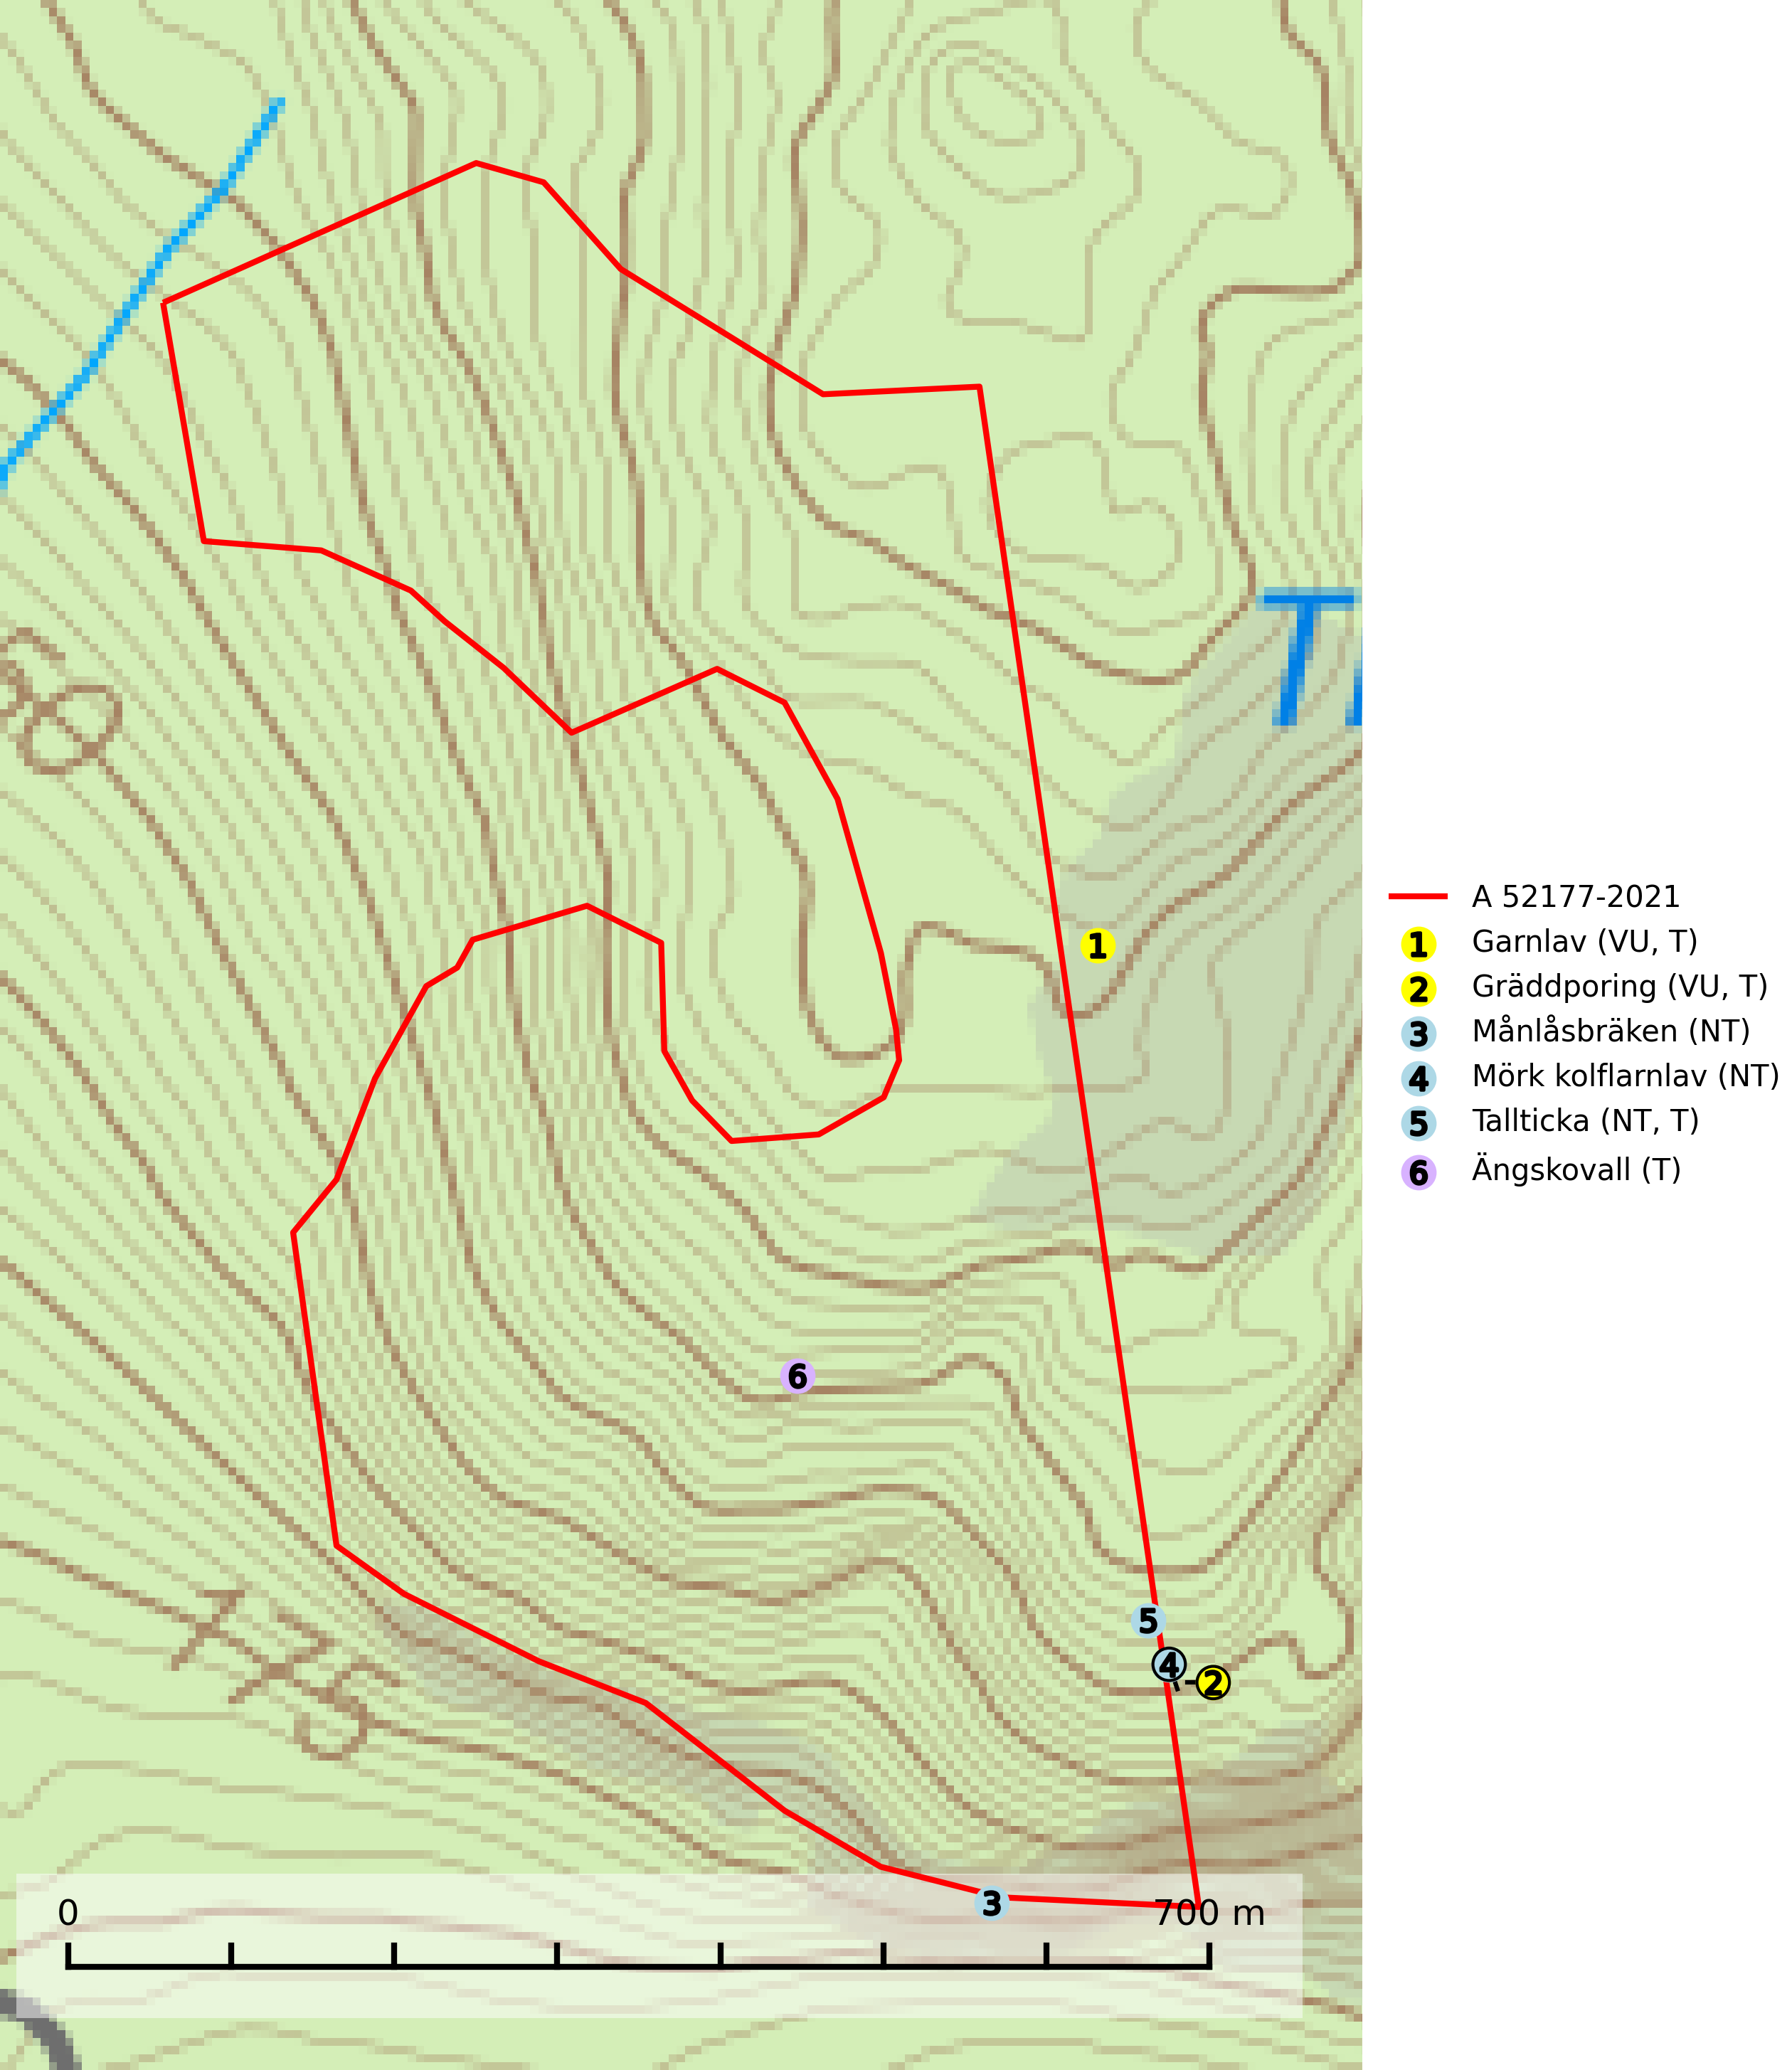 T
1
5
4
2
6
3
0
700 m
A 52177-2021
1 Garnlav (VU, T)
2 Gräddporing (VU, T)
3 Månlåsbräken (NT)
4 Mörk kolflarnlav (NT)
5 Tallticka (NT, T)
6 Ängskovall (T)